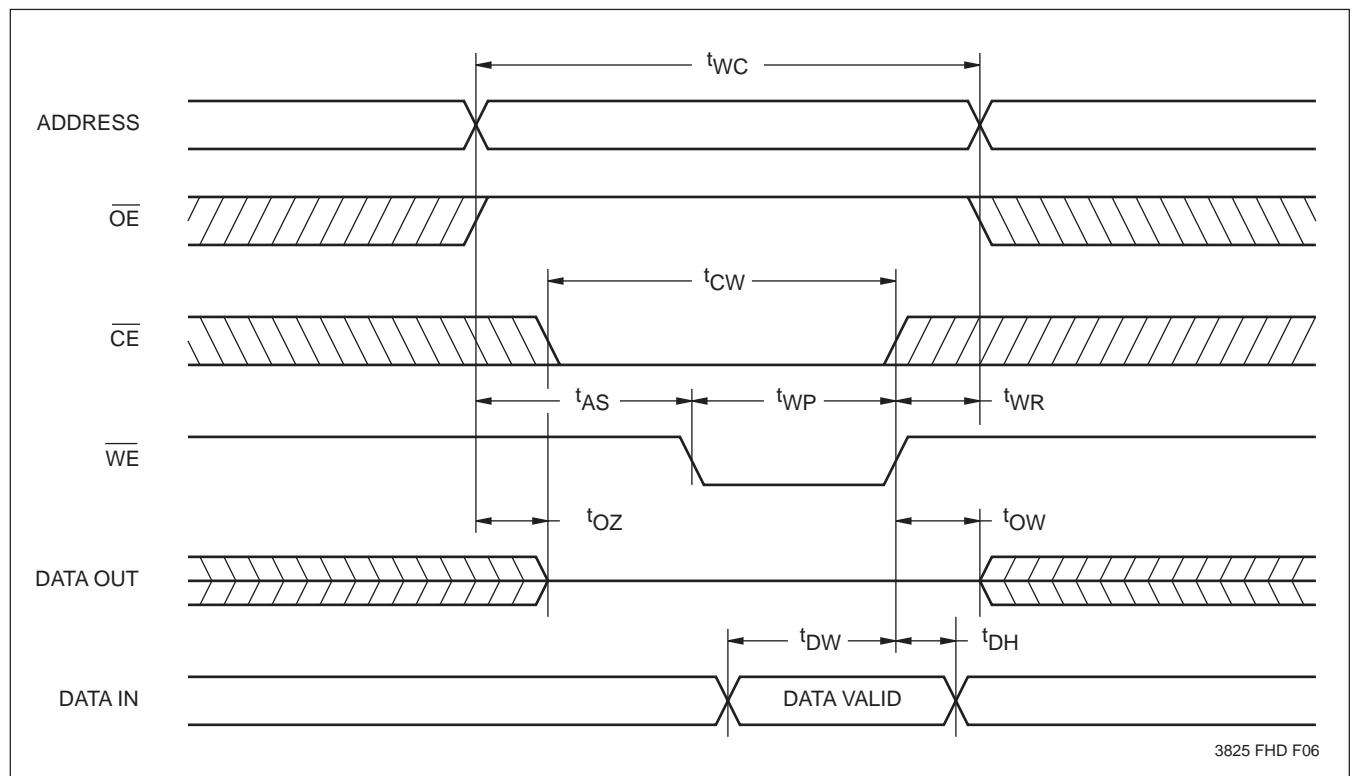 tWC
ADDRESS
OE
tCW
CE
tAS
tWP
tWR
WE
tOZ
tOW
DATA OUT
tDW
tDH
DATA IN
DATA VALID
3825 FHD F06